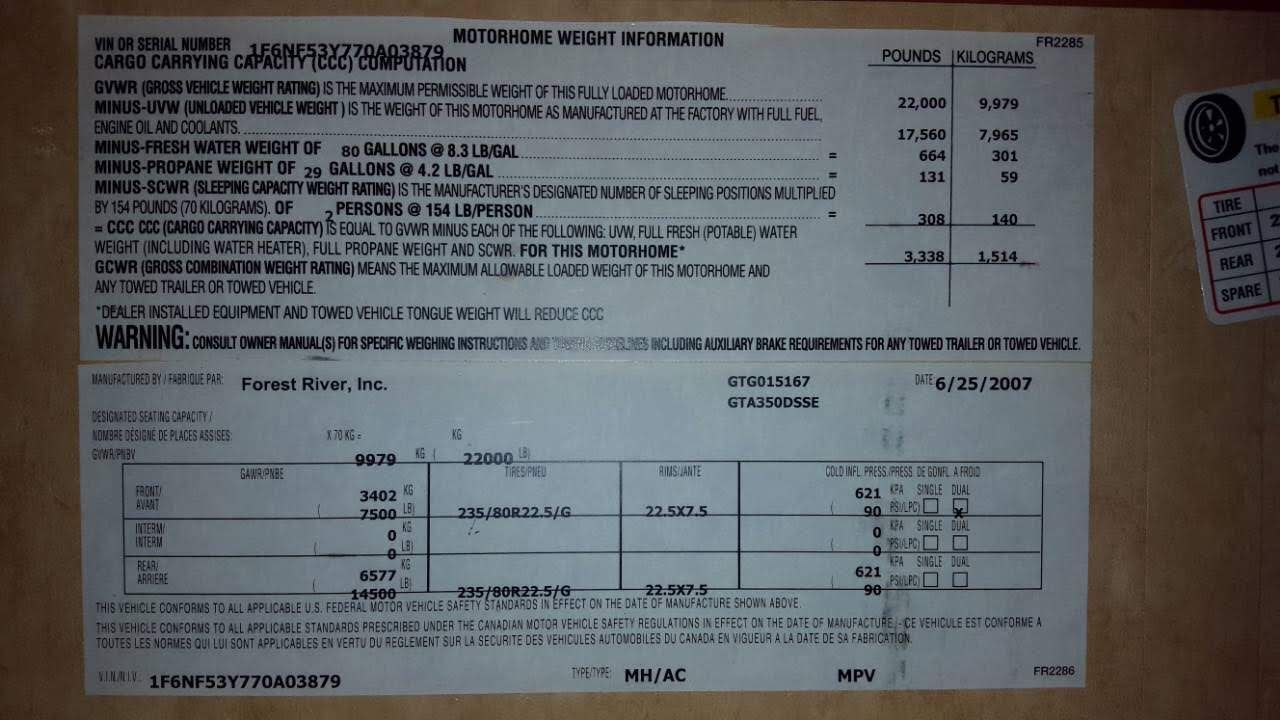 MOTORHOME WEIGHT INFORMATION
FR2285
VIN OR SERIAL NUMBER 1F6NF53Y770A03879
CARGO CARRYING CAPACITY (CCC) COMPUTATION
POUNDS KILOGRAMS
GVWR (GROSS VEHICLE WEIGHT RATING) IS THE MAXIMUM PERMISSIBLE WEIGHT OF THIS FULLY LOADED MOTORHOME. 22,000 9,979
MINUS-UVW (UNLOADED VEHICLE WEIGHT ) IS THE WEIGHT OF THIS MOTORHOME AS MANUFACTURED AT THE FACTORY WITH FULL FUEL,
ENGINE OIL AND COOLANTS. 17,560 7,965
MINUS-FRESH WATER WEIGHT OF 80 GALLONS @ 8.3 LB/GAL = 664 301
MINUS-PROPANE WEIGHT OF 29 GALLONS @ 4.2 LB/GAL = 131 59
MINUS-SCWR (SLEEPING CAPACITY WEIGHT RATING) IS THE MANUFACTURER'S DESIGNATED NUMBER OF SLEEPING POSITIONS MULTIPLIED
BY 154 POUNDS (70 KILOGRAMS). OF 2 PERSONS @ 154 LB/PERSON = 308 140
= CCC CCC (CARGO CARRYING CAPACITY) IS EQUAL TO GVWR MINUS EACH OF THE FOLLOWING: UVW, FULL FRESH (POTABLE) WATER
WEIGHT (INCLUDING WATER HEATER), FULL PROPANE WEIGHT AND SCWR. FOR THIS MOTORHOME* 3,338 1,514
GCWR (GROSS COMBINATION WEIGHT RATING) MEANS THE MAXIMUM ALLOWABLE LOADED WEIGHT OF THIS MOTORHOME AND
ANY TOWED TRAILER OR TOWED VEHICLE.
*DEALER INSTALLED EQUIPMENT AND TOWED VEHICLE TONGUE WEIGHT WILL REDUCE CCC
WARNING: CONSULT OWNER MANUAL(S) FOR SPECIFIC WEIGHING INSTRUCTIONS AND INCLUDING AUXILIARY BRAKE REQUIREMENTS FOR ANY TOWED TRAILER OR TOWED VEHICLE.
MANUFACTURED BY / FABRIQUE PAR: Forest River, Inc. GTG015167 DATE: 6/25/2007
GTA350DSSE
DESIGNATED SEATING CAPACITY /
NOMBRE DÉSIGNÉ DE PLACES ASSISES: X 70 KG = KG
GVWR/PNBV 9979 KG ( 22000 LB)
GAWR/PNBE TIRES/PNEU RIMS/JANTE COLD INFL. PRESS./PRESS. DE GONFL. A FROID
FRONT/ 3402 KG 621 KPA SINGLE DUAL
AVANT ( 7500 LB) 235/80R22.5/G 22.5X7.5 ( 90 PSI/LPC) X
INTERM/ 0 KG 0 KPA SINGLE DUAL
INTERM ( 0 LB) ( 0 PSI/LPC)
REAR/ 6577 KG 621 KPA SINGLE DUAL
ARRIERE ( 14500 LB) 235/80R22.5/G 22.5X7.5 ( 90 PSI/LPC)
THIS VEHICLE CONFORMS TO ALL APPLICABLE U.S. FEDERAL MOTOR VEHICLE SAFETY STANDARDS IN EFFECT ON THE DATE OF MANUFACTURE SHOWN ABOVE.
THIS VEHICLE CONFORMS TO ALL APPLICABLE STANDARDS PRESCRIBED UNDER THE CANADIAN MOTOR VEHICLE SAFETY REGULATIONS IN EFFECT ON THE DATE OF MANUFACTURE.- CE VEHICULE EST CONFORME A
TOUTES LES NORMES QUI LUI SONT APPLICABLES EN VERTU DU REGLEMENT SUR LA SECURITE DES VEHICULES AUTOMOBILES DU CANADA EN VIGUEUR A LA DATE DE SA FABRICATION.
V.I.N./N.I.V.: 1F6NF53Y770A03879 TYPE/TYPE: MH/AC MPV FR2286
The
not
TIRE
FRONT 2
REAR 2
SPARE